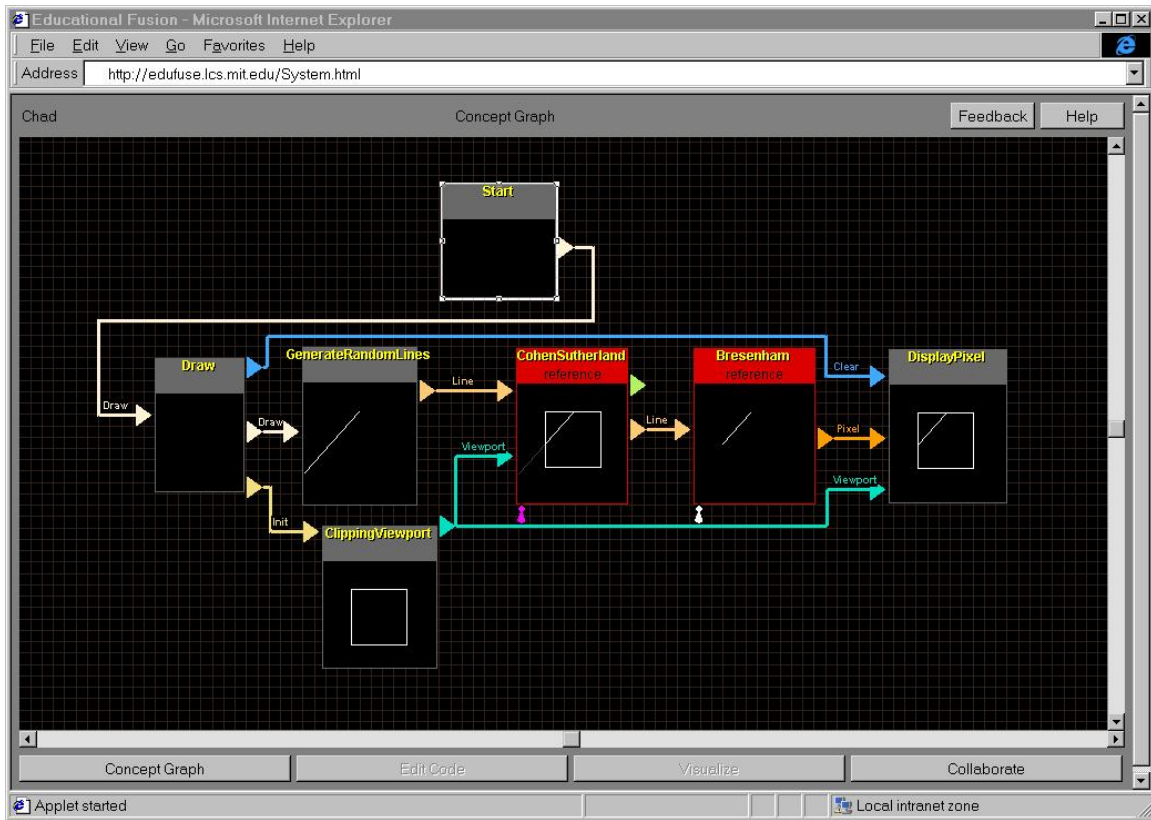 Educational Fusion - Microsoft Internet Explorer
File Edit View Go Favorites Help
Address http://edufuse.lcs.mit.edu/System.html
Chad Concept Graph Feedback Help
Start
GenerateRandomLines CohenSutherland Bresenham DisplayPixel
Draw reference reference Clear
Line
Draw Draw Line Pixel
Viewport
Viewport
Init
ClippingViewport
Concept Graph Edit Code Visualize Collaborate
Applet started Local intranet zone